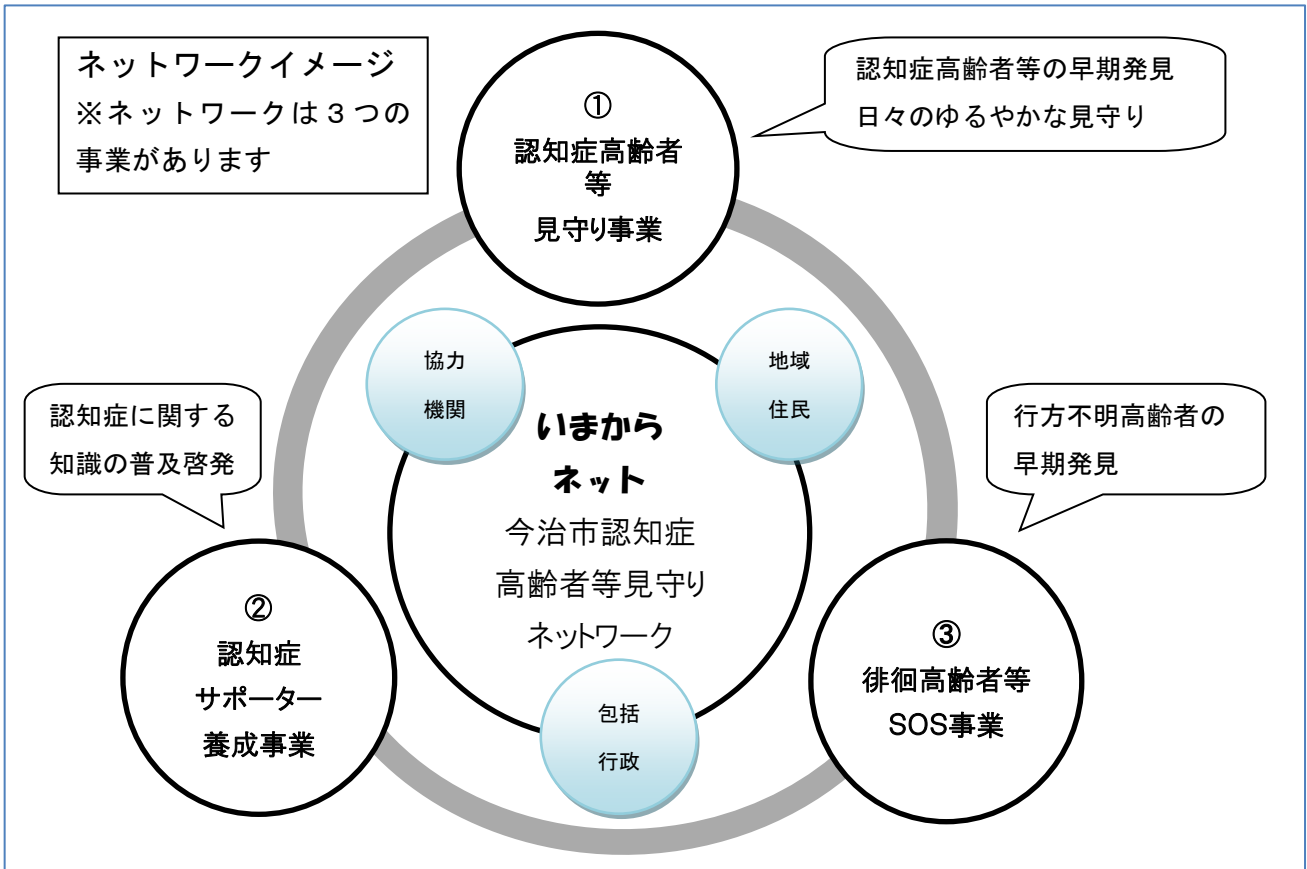 ネットワークイメージ
※ネットワークは３つの
事業があります
①
認知症高齢者
等
見守り事業
認知症高齢者等の早期発見
日々のゆるやかな見守り
協力
機関
地域
住民
認知症に関する
知識の普及啓発
いまから
ネット
今治市認知症
高齢者等見守り
ネットワーク
行方不明高齢者の
早期発見
②
認知症
サポーター
養成事業
包括
行政
③
徘徊高齢者等
SOS事業